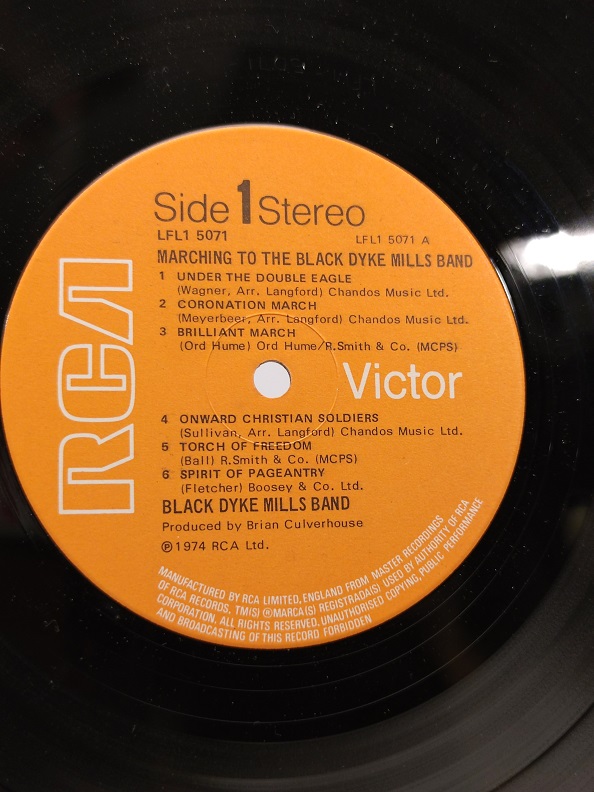 Side 1 Stereo
LFL1 5071 LFL1 5071 A
MARCHING TO THE BLACK DYKE MILLS BAND
1 UNDER THE DOUBLE EAGLE
(Wagner, Arr. Langford) Chandos Music Ltd.
2 CORONATION MARCH
(Meyerbeer, Arr. Langford) Chandos Music Ltd.
3 BRILLIANT MARCH
(Ord Hume) Ord Hume/R.Smith & Co. (MCPS)
RCA
Victor
4 ONWARD CHRISTIAN SOLDIERS
(Sullivan, Arr. Langford) Chandos Music Ltd.
5 TORCH OF FREEDOM
(Ball) R.Smith & Co. (MCPS)
6 SPIRIT OF PAGEANTRY
(Fletcher) Boosey & Co. Ltd.
BLACK DYKE MILLS BAND
Produced by Brian Culverhouse
℗ 1974 RCA Ltd.
MANUFACTURED BY RCA LIMITED, ENGLAND FROM MASTER RECORDINGS
OF RCA RECORDS. TM(S) ® MARCA(S) REGISTRADA(S) USED BY AUTHORITY OF RCA
CORPORATION. ALL RIGHTS RESERVED. UNAUTHORISED COPYING, PUBLIC PERFORMANCE
AND BROADCASTING OF THIS RECORD FORBIDDEN